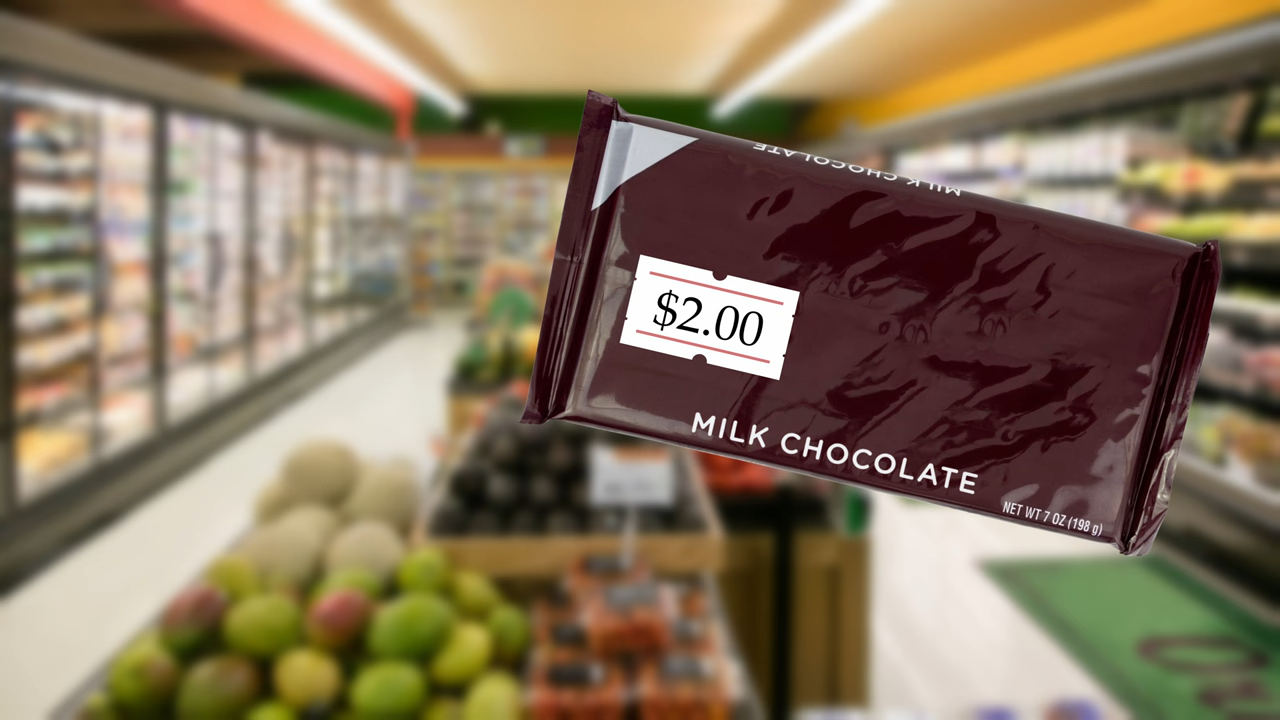 MILK CHOCOLATE
$2.00
MILK CHOCOLATE
NET WT 7 OZ (198 g)